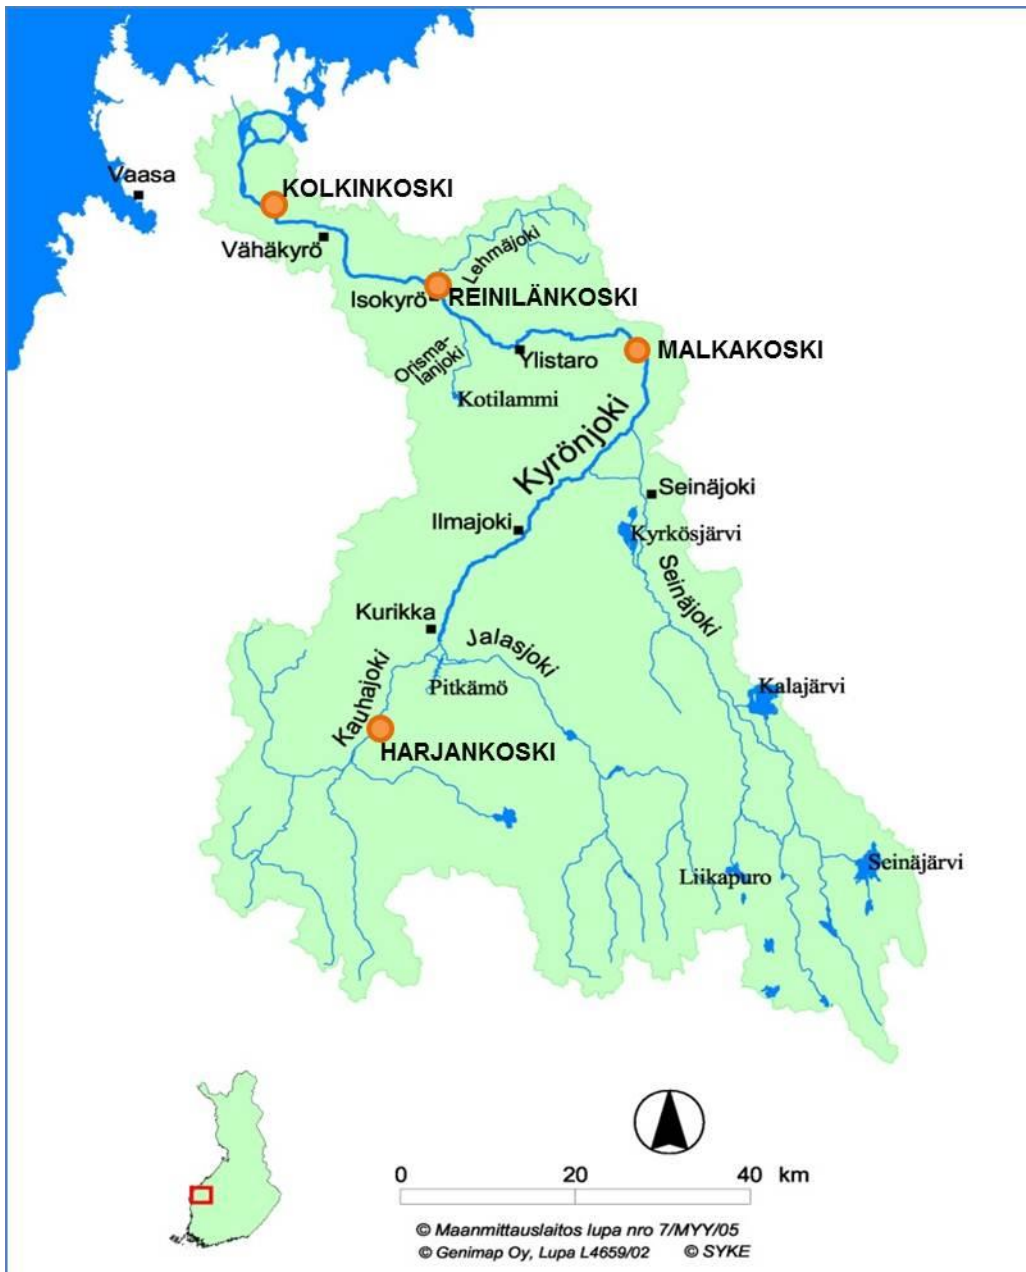 Vaasa
KOLKINKOSKI
Vähäkyrö
Lehmäjoki
Isokyrö
REINILÄNKOSKI
Orisma-
lanjoki
Ylistaro
MALKAKOSKI
Kotilammi
Kyrönjoki
Seinäjoki
Ilmajoki
Kyrkösjärvi
Seinäjoki
Kurikka
Jalasjoki
Kauhajoki
Pitkämö
Kalajärvi
HARJANKOSKI
Liikapuro
Seinäjärvi
0 20 40 km
© Maanmittauslaitos lupa nro 7/MYY/05
© Genimap Oy, Lupa L4659/02 © SYKE